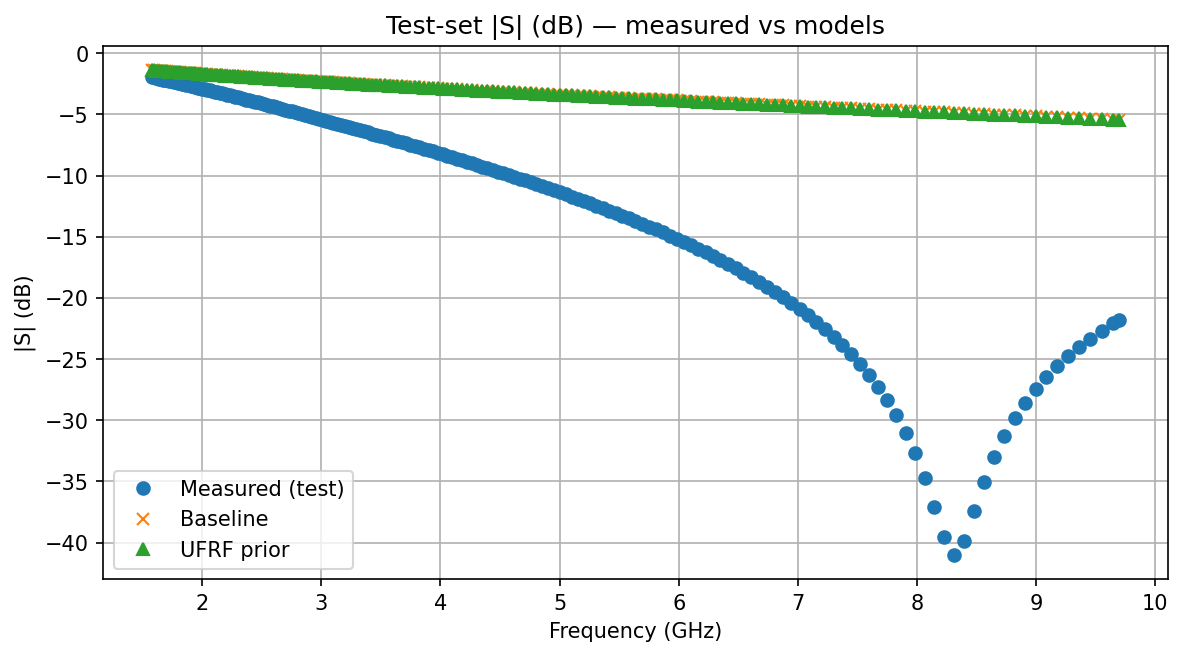 Test-set |S| (dB) — measured vs models
0
−5
−10
−15
−20
−25
−30
−35
−40
|S| (dB)
Measured (test)
Baseline
UFRF prior
2 3 4 5 6 7 8 9 10
Frequency (GHz)